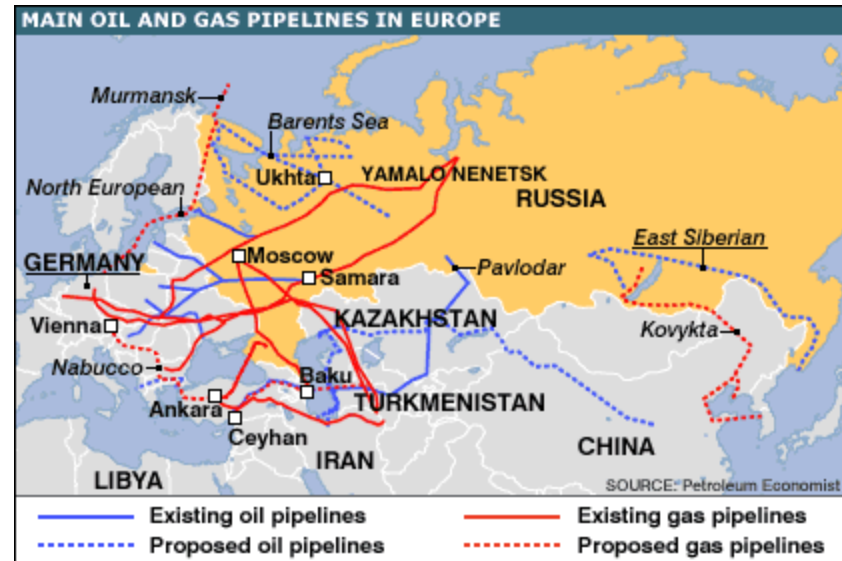 MAIN OIL AND GAS PIPELINES IN EUROPE
Murmansk
Barents Sea
Ukhta
YAMALO NENETSK
North European
RUSSIA
East Siberian
Moscow
GERMANY
Pavlodar
Samara
Vienna
KAZAKHSTAN
Kovykta
Nabucco
Baku
Ankara
TURKMENISTAN
Ceyhan
CHINA
IRAN
LIBYA
SOURCE: Petroleum Economist
Existing oil pipelines
Existing gas pipelines
Proposed oil pipelines
Proposed gas pipelines